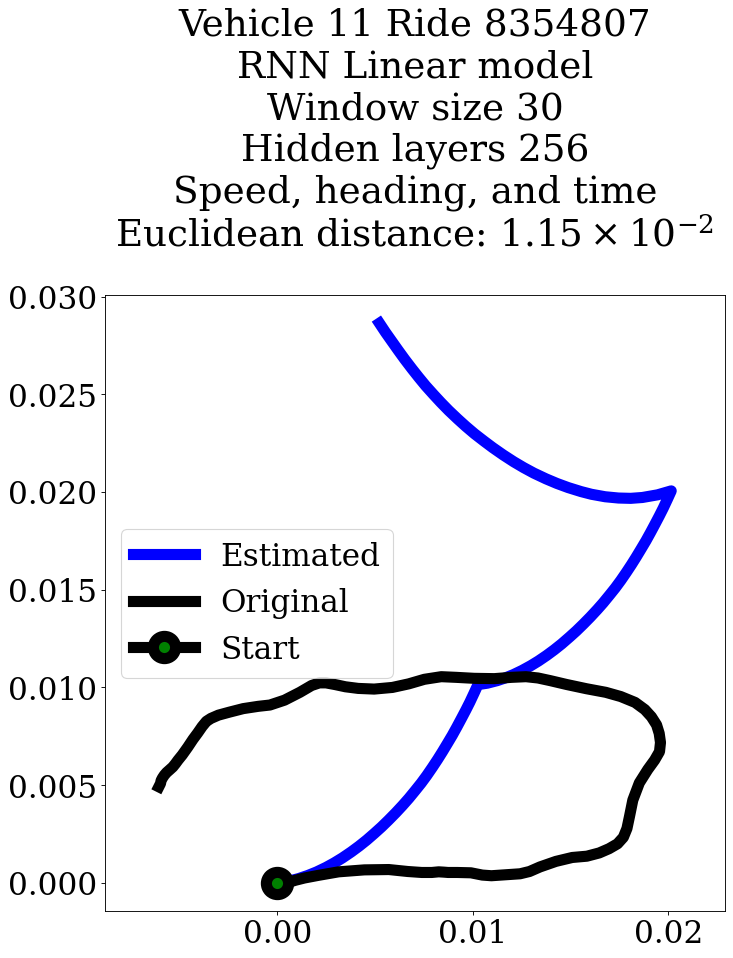 Vehicle 11 Ride 8354807
RNN Linear model
Window size 30
Hidden layers 256
Speed, heading, and time
Euclidean distance: 1.15 × 10⁻²
0.030
0.025
0.020
0.015
0.010
0.005
0.000
Estimated
Original
Start
0.00 0.01 0.02